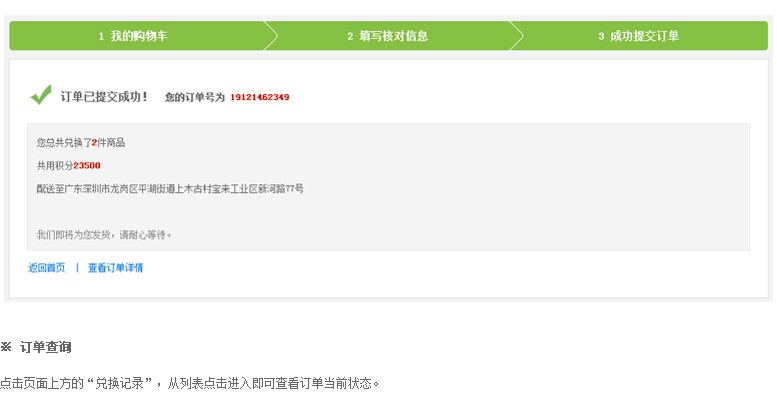 1 我的购物车 2 填写核对信息 3 成功提交订单
订单已提交成功! 您的订单号为 19121462349
您总共兑换了2件商品
共用积分23500
配送至广东深圳市龙岗区平湖街道上木古村宝来工业区新河路77号
我们即将为您发货，请耐心等待。
返回首页 | 查看订单详情
※ 订单查询
点击页面上方的“兑换记录”，从列表点击进入即可查看订单当前状态。